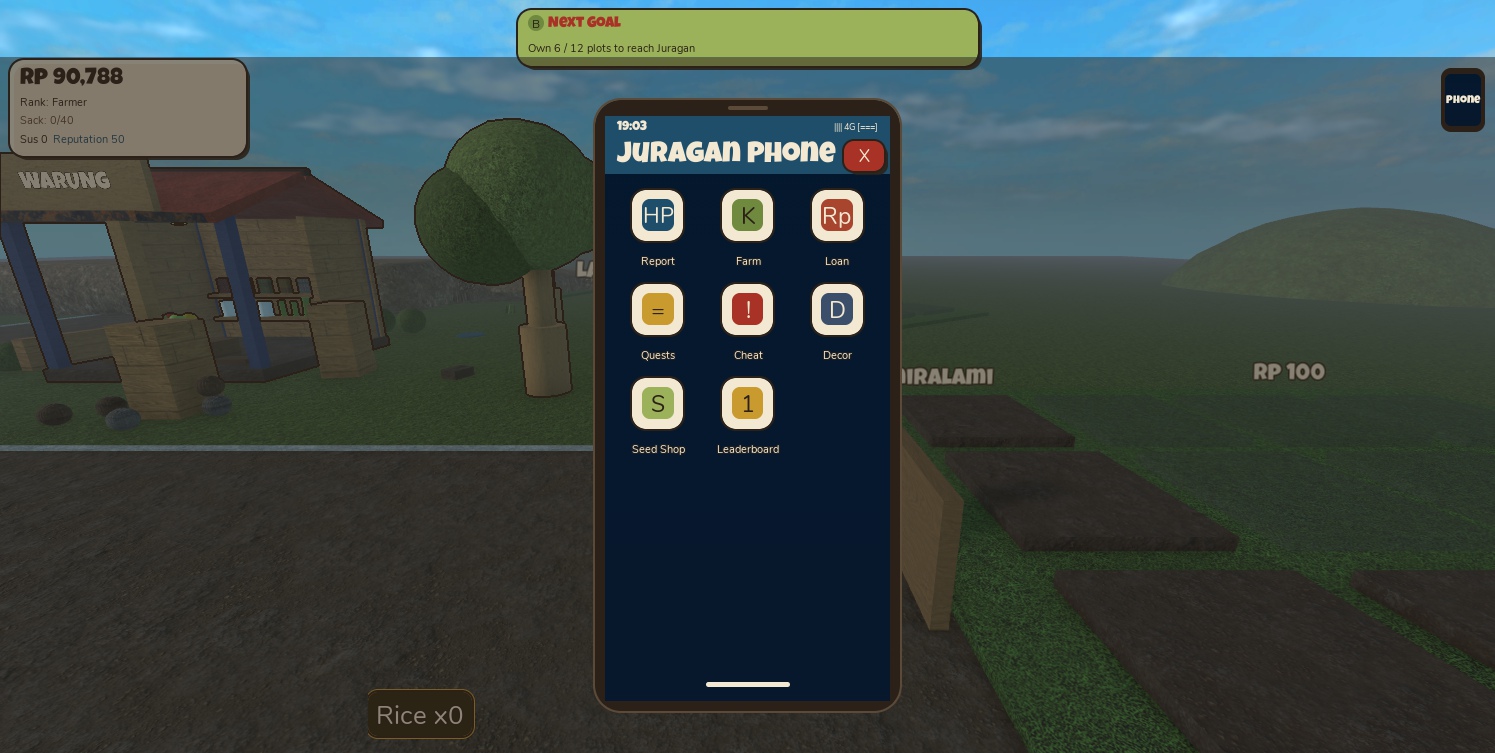 B NEXT GOAL
Own 6 / 12 plots to reach Juragan
RP 90,788
Rank: Farmer
Sack: 0/40
Sus 0 Reputation 50
PHONE
19:03
|||| 4G [===]
JURAGAN PHONE
X
WARUNG
HP
K
Rp
Report
Farm
Loan
=
!
D
Quests
Cheat
Decor
S
1
Seed Shop
Leaderboard
RP 100
Rice x0